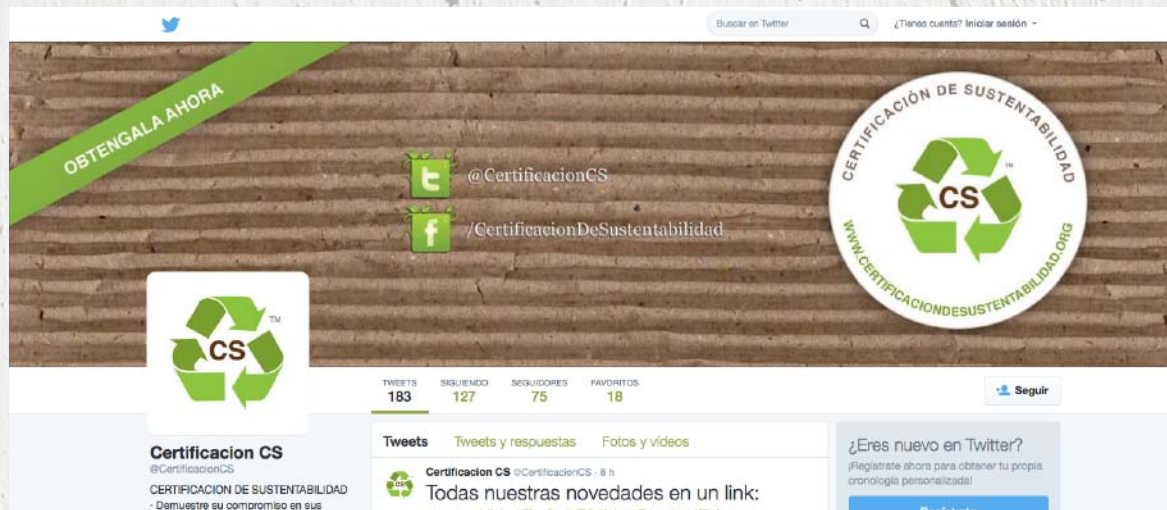 Buscar en Twitter
¿Tienes cuenta? Iniciar sesión
OBTENGALA AHORA
@CertificacionCS
/CertificacionDeSustentabilidad
CERTIFICACIÓN DE SUSTENTABILIDAD
CS
TM
WWW.CERTIFICACIONDESUSTENTABILIDAD.ORG
CS
TM
TWEETS SIGUIENDO SEGUIDORES FAVORITOS
183 127 75 18
Seguir
Certificacion CS
@CertificacionCS
CERTIFICACION DE SUSTENTABILIDAD
- Demuestre su compromiso en sus
Tweets Tweets y respuestas Fotos y vídeos
Certificacion CS @CertificacionCS · 8 h
Todas nuestras novedades en un link:
¿Eres nuevo en Twitter?
¡Regístrate ahora para obtener tu propia
cronología personalizada!